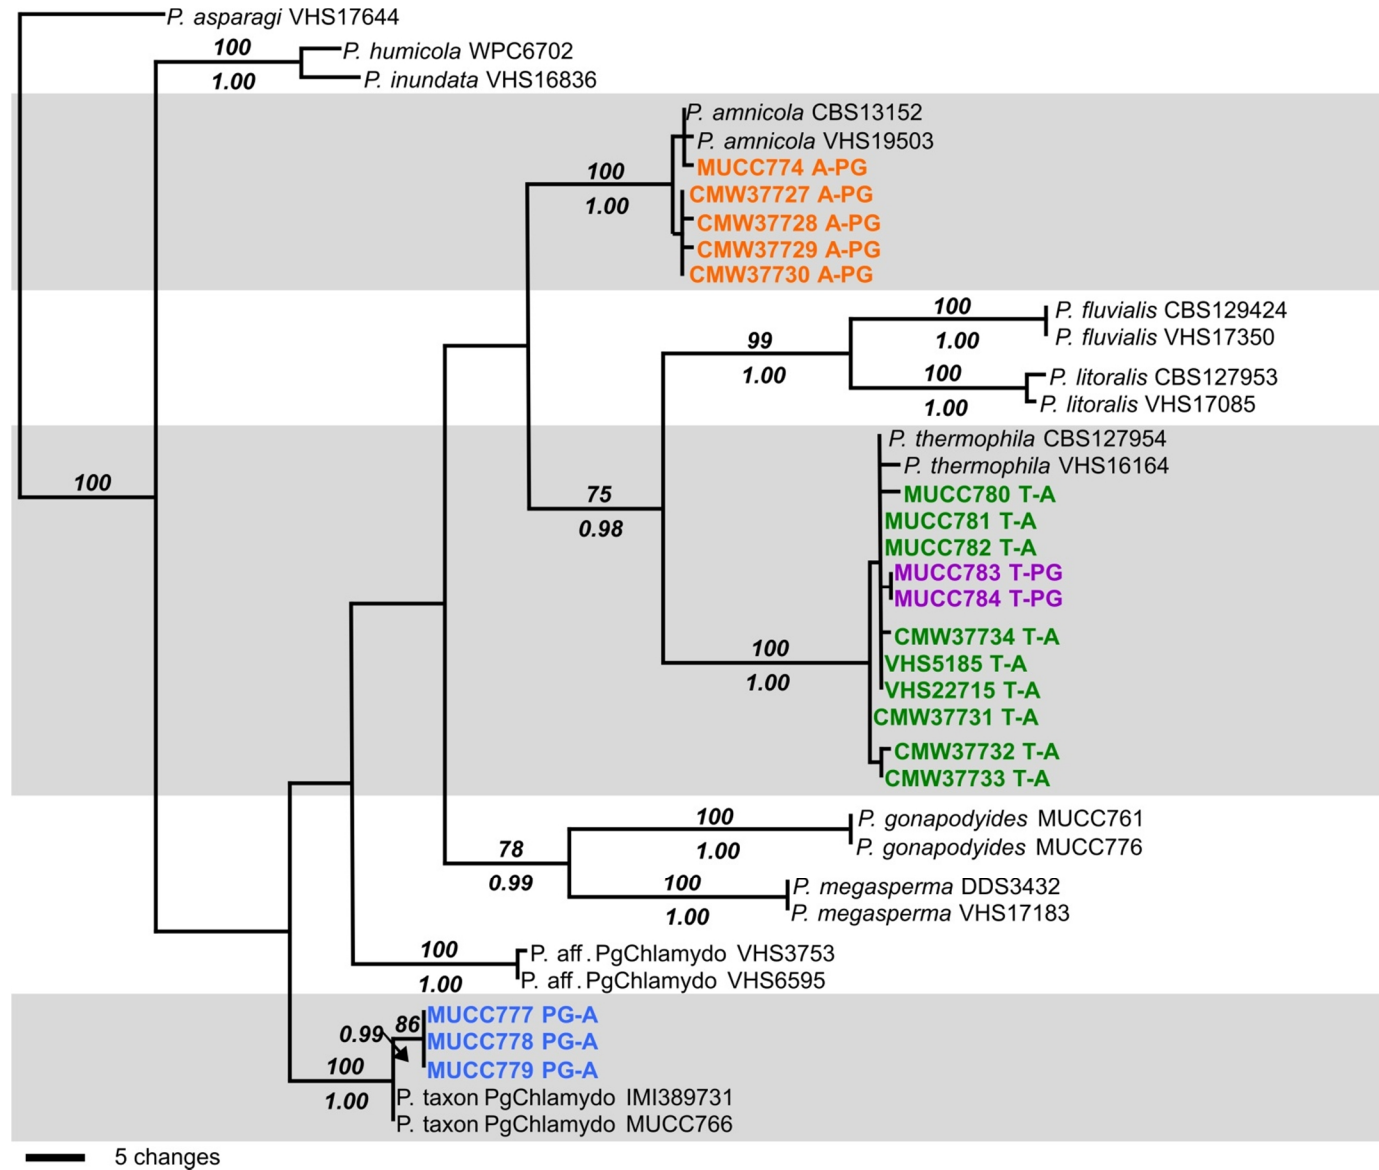 P. asparagi VHS17644
100
P. humicola WPC6702
1.00
P. inundata VHS16836
P. amnicola CBS13152
P. amnicola VHS19503
100
MUCC774 A-PG
1.00
CMW37727 A-PG
CMW37728 A-PG
CMW37729 A-PG
CMW37730 A-PG
100
P. fluvialis CBS129424
99
1.00
P. fluvialis VHS17350
1.00
100
P. litoralis CBS127953
1.00
P. litoralis VHS17085
P. thermophila CBS127954
P. thermophila VHS16164
100
75
MUCC780 T-A
0.98
MUCC781 T-A
MUCC782 T-A
MUCC783 T-PG
MUCC784 T-PG
CMW37734 T-A
100
VHS5185 T-A
1.00
VHS22715 T-A
CMW37731 T-A
CMW37732 T-A
CMW37733 T-A
100
P. gonapodyides MUCC761
78
1.00
P. gonapodyides MUCC776
0.99
100
P. megasperma DDS3432
1.00
P. megasperma VHS17183
100
P. aff. PgChlamydo VHS3753
1.00
P. aff. PgChlamydo VHS6595
0.99
86
MUCC777 PG-A
MUCC778 PG-A
100
MUCC779 PG-A
1.00
P. taxon PgChlamydo IMI389731
P. taxon PgChlamydo MUCC766
5 changes